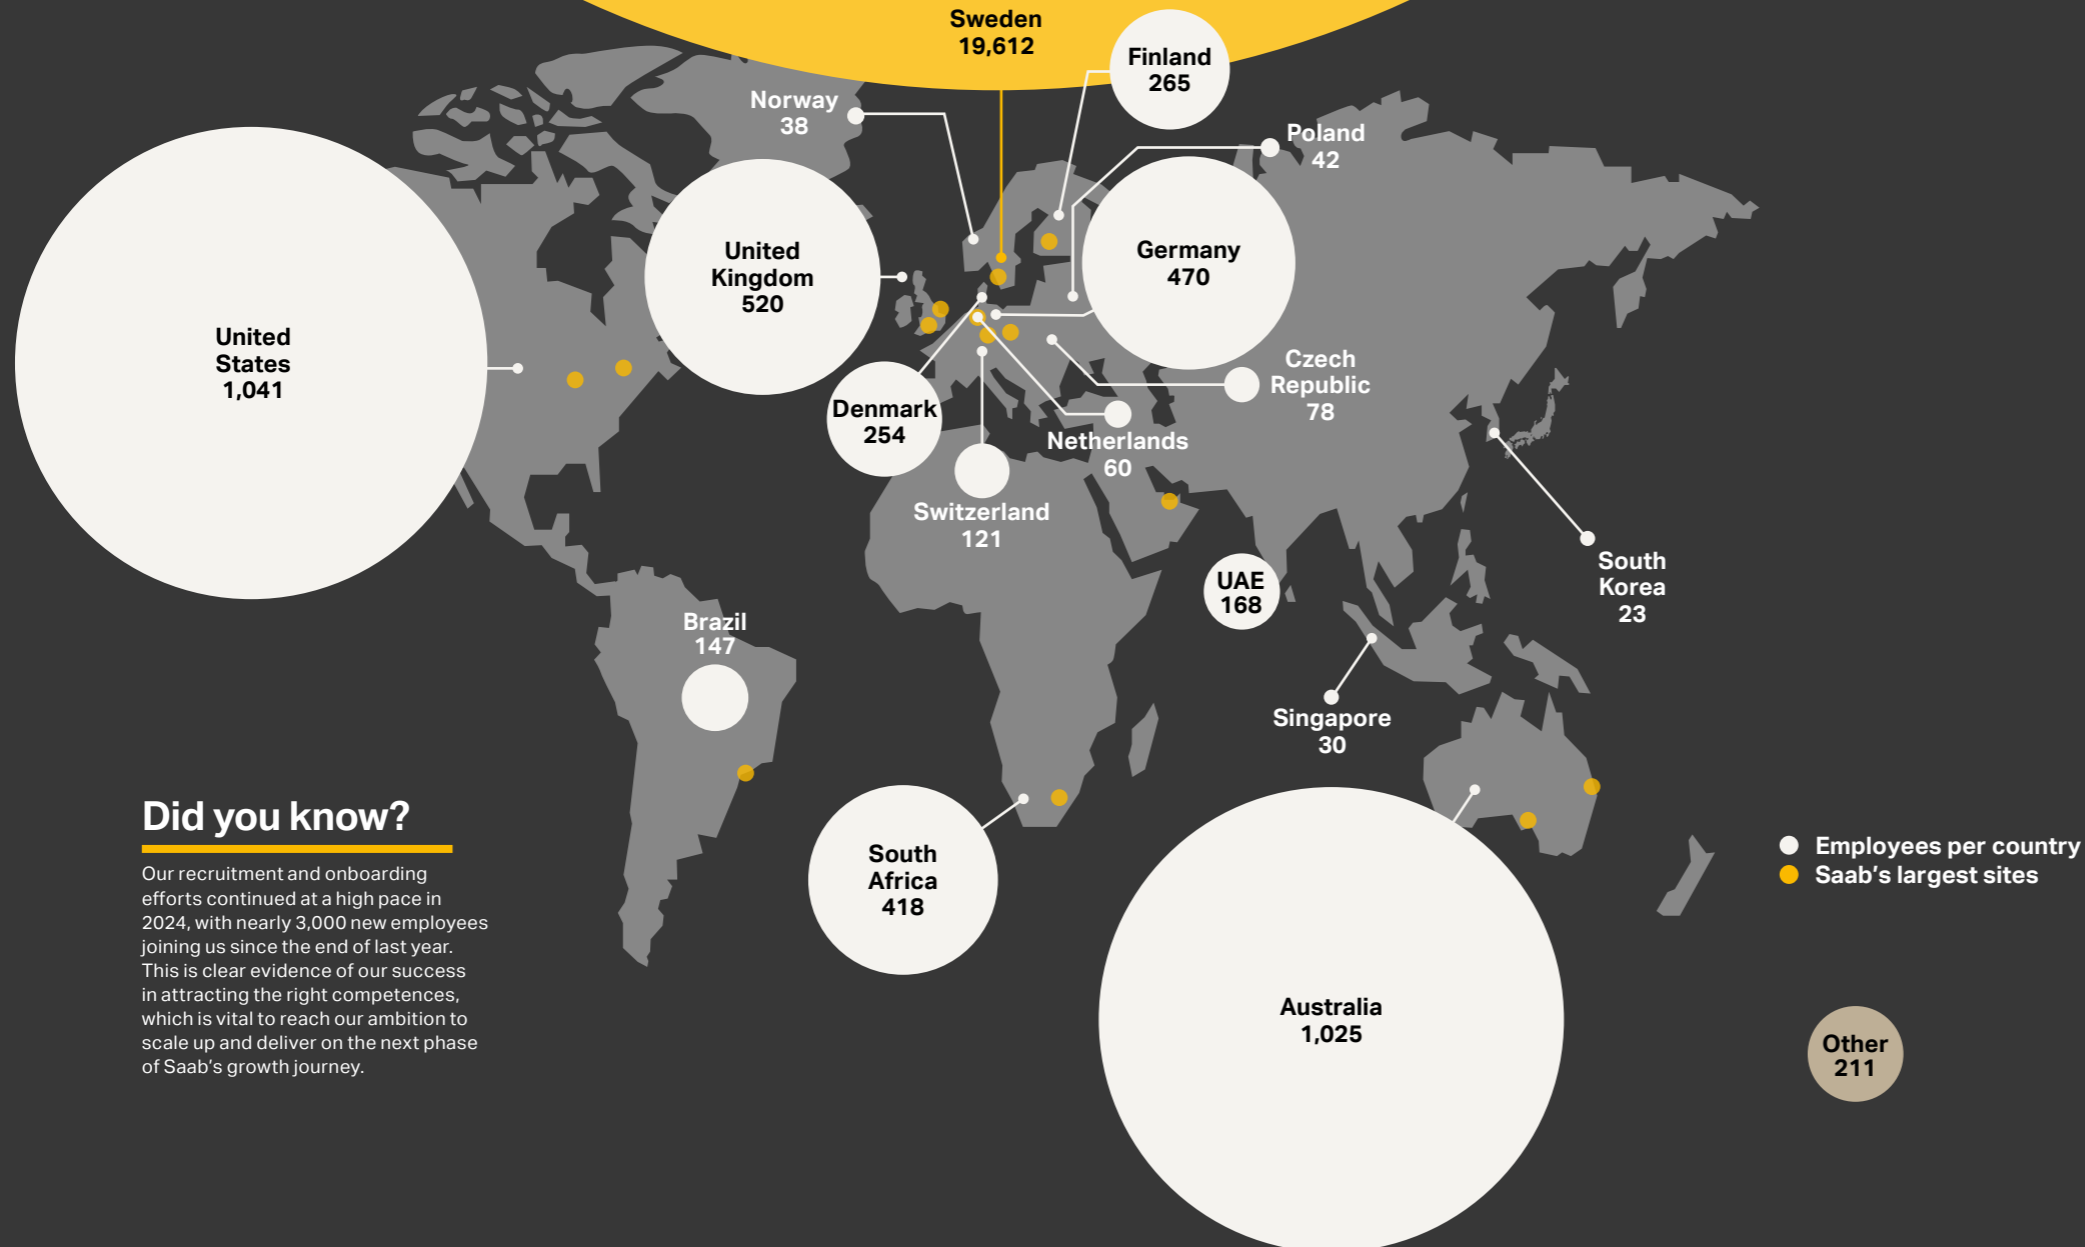 Sweden
19,612
Finland
265
Norway
38
Poland
42
United
Kingdom
520
Germany
470
United
States
1,041
Czech
Republic
78
Denmark
254
Netherlands
60
Switzerland
121
South
Korea
23
UAE
168
Brazil
147
Singapore
30
Did you know?
Our recruitment and onboarding
efforts continued at a high pace in
2024, with nearly 3,000 new employees
joining us since the end of last year.
This is clear evidence of our success
in attracting the right competences,
which is vital to reach our ambition to
scale up and deliver on the next phase
of Saab’s growth journey.
South
Africa
418
Employees per country
Saab’s largest sites
Australia
1,025
Other
211